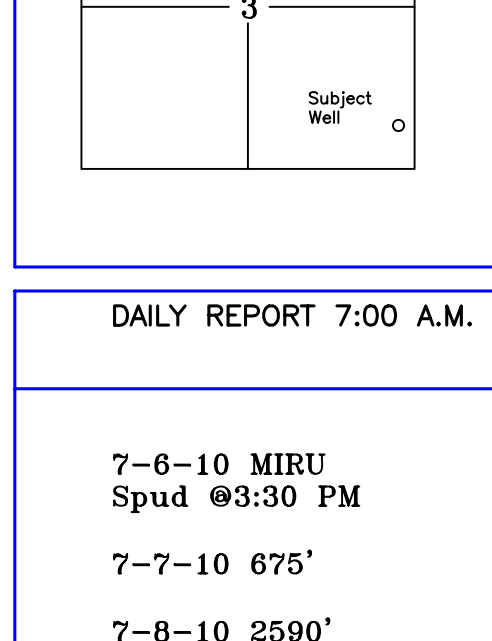 3
Subject
Well
DAILY REPORT 7:00 A.M.
7-6-10 MIRU
Spud @3:30 PM
7-7-10 675'
7-8-10 2590'